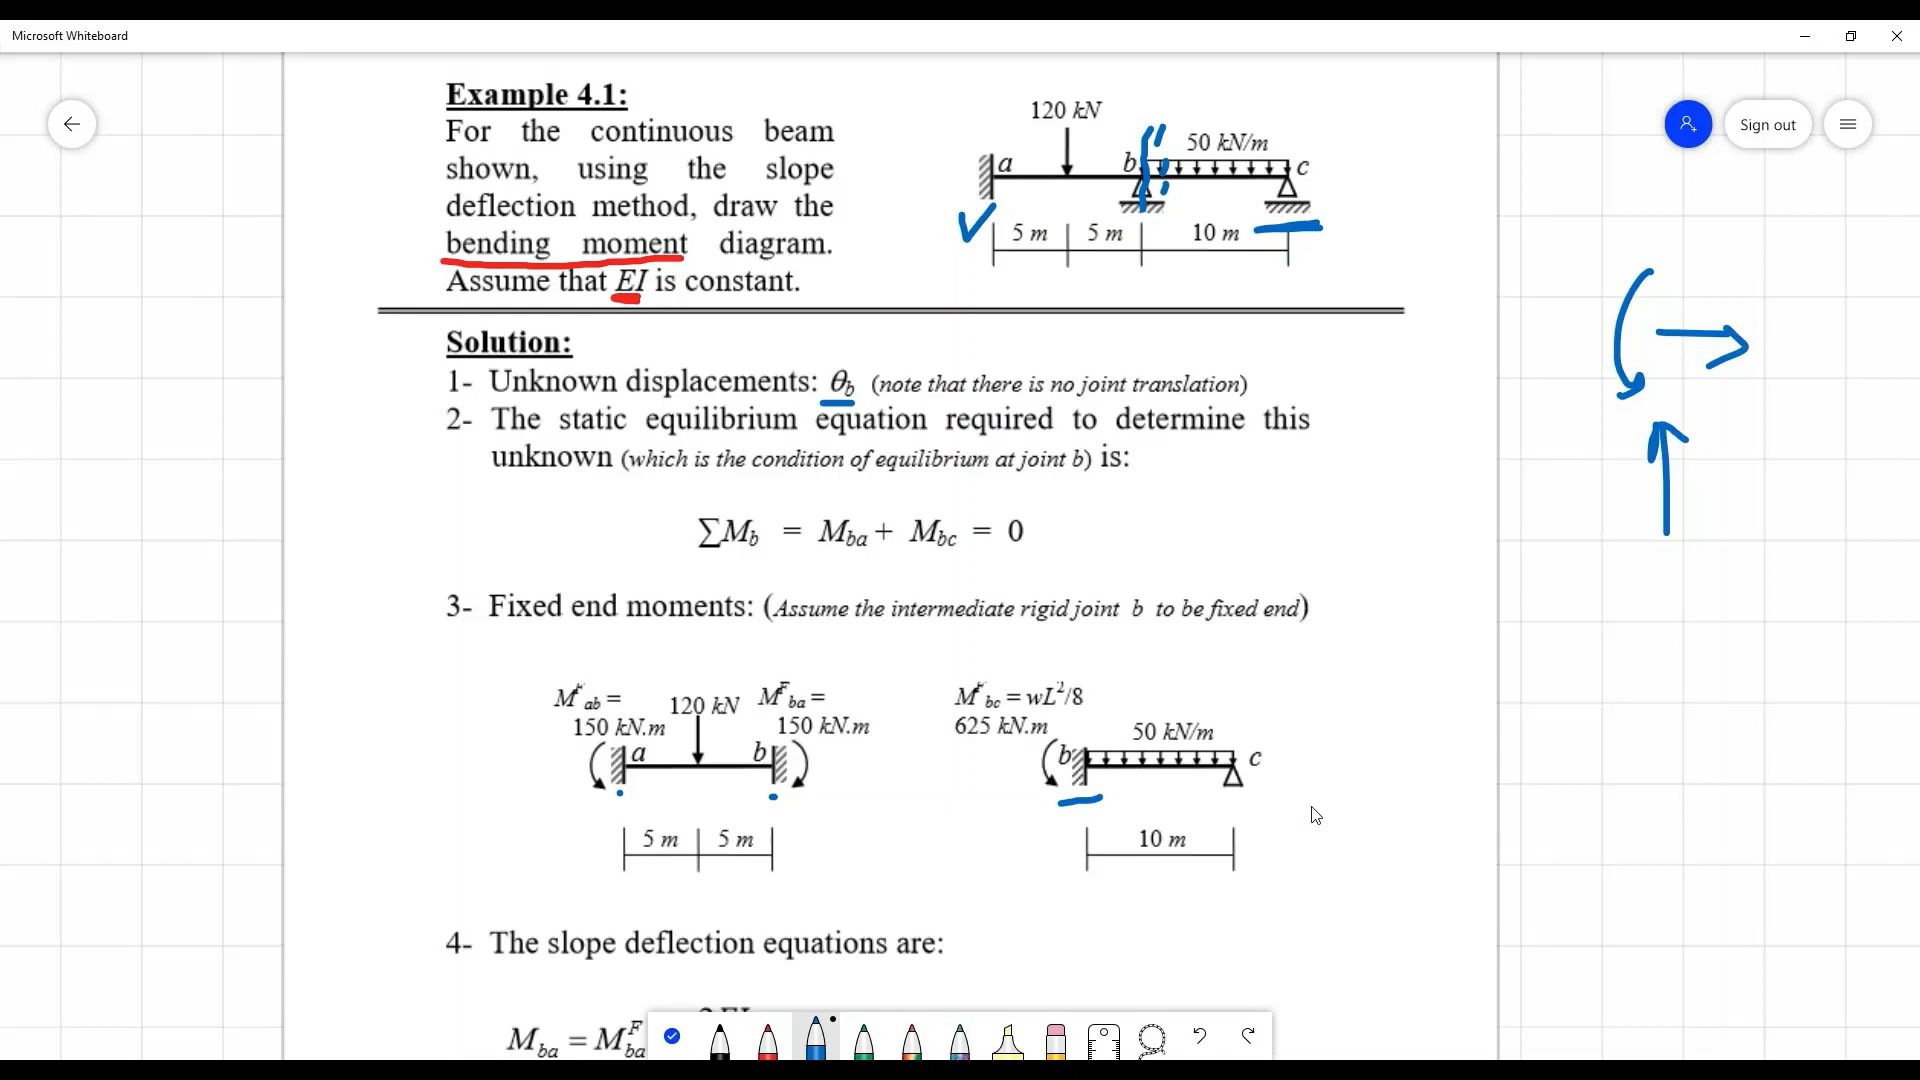 Microsoft Whiteboard
Sign out
Example 4.1:
For the continuous beam
shown, using the slope
deflection method, draw the
bending moment diagram.
Assume that EI is constant.
120 kN
50 kN/m
a
b
c
5 m
5 m
10 m
Solution:
1- Unknown displacements: θb (note that there is no joint translation)
2- The static equilibrium equation required to determine this
unknown (which is the condition of equilibrium at joint b) is:
∑Mb = Mba + Mbc = 0
3- Fixed end moments: (Assume the intermediate rigid joint b to be fixed end)
M^F ab =
150 kN.m
120 kN
M^F ba =
150 kN.m
a
b
5 m
5 m
M^F bc = wL²/8
625 kN.m
50 kN/m
b
c
10 m
4- The slope deflection equations are:
Mba = M^F ba